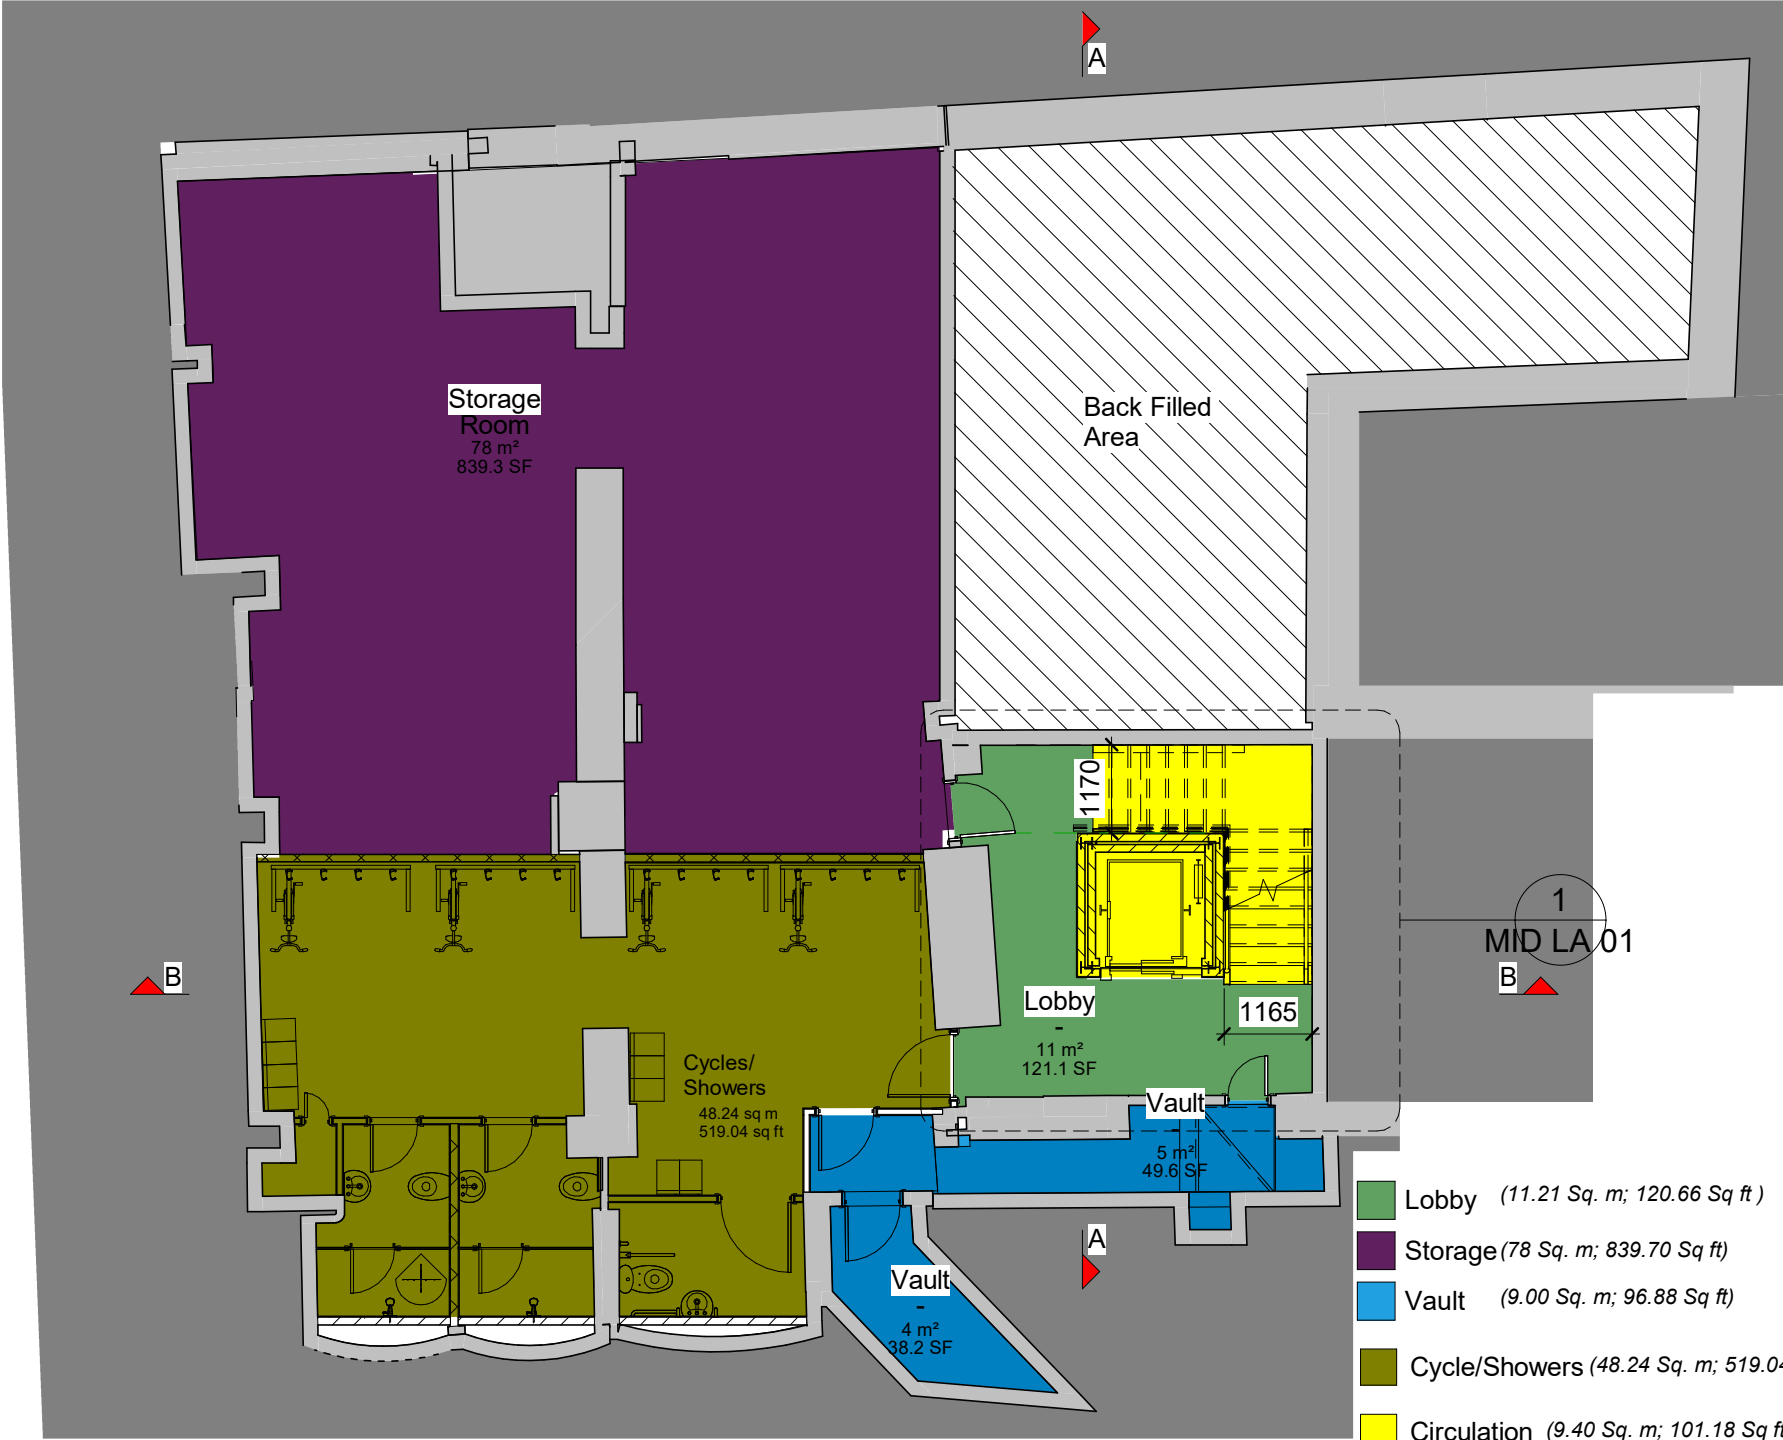 A
Storage
Room
78 m²
839.3 SF
Back Filled
Area
1170
1
MID LA 01
B
B
Lobby
-
11 m²
121.1 SF
1165
Cycles/
Showers
48.24 sq m
519.04 sq ft
Vault
-
5 m²
49.6 SF
A
Vault
-
4 m²
38.2 SF
Lobby (11.21 Sq. m; 120.66 Sq ft )
Storage (78 Sq. m; 839.70 Sq ft)
Vault (9.00 Sq. m; 96.88 Sq ft)
Cycle/Showers (48.24 Sq. m; 519.04
Circulation (9.40 Sq. m; 101.18 Sq ft